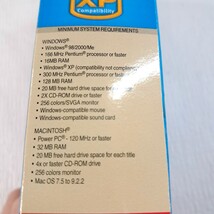 XP
Compatibility
MINIMUM SYSTEM REQUIREMENTS
WINDOWS®
• Windows® 98/2000/Me
• 166 MHz Pentium® processor or faster
• 16MB RAM
• Windows® XP (compatibility not complete)
• 300 MHz Pentium® processor or faster
• 128 MB RAM
• 20 MB free hard drive space for each title
• 2X CD-ROM drive or faster
• 256 colors/SVGA monitor
• Windows-compatible mouse
• Windows-compatible sound card
MACINTOSH®
• Power PC® - 120 MHz or faster
• 32 MB RAM
• 20 MB free hard drive space for each title
• 4x CD-ROM drive or faster
• 256 colors monitor
• Mac OS 7.5 to 9.2.2